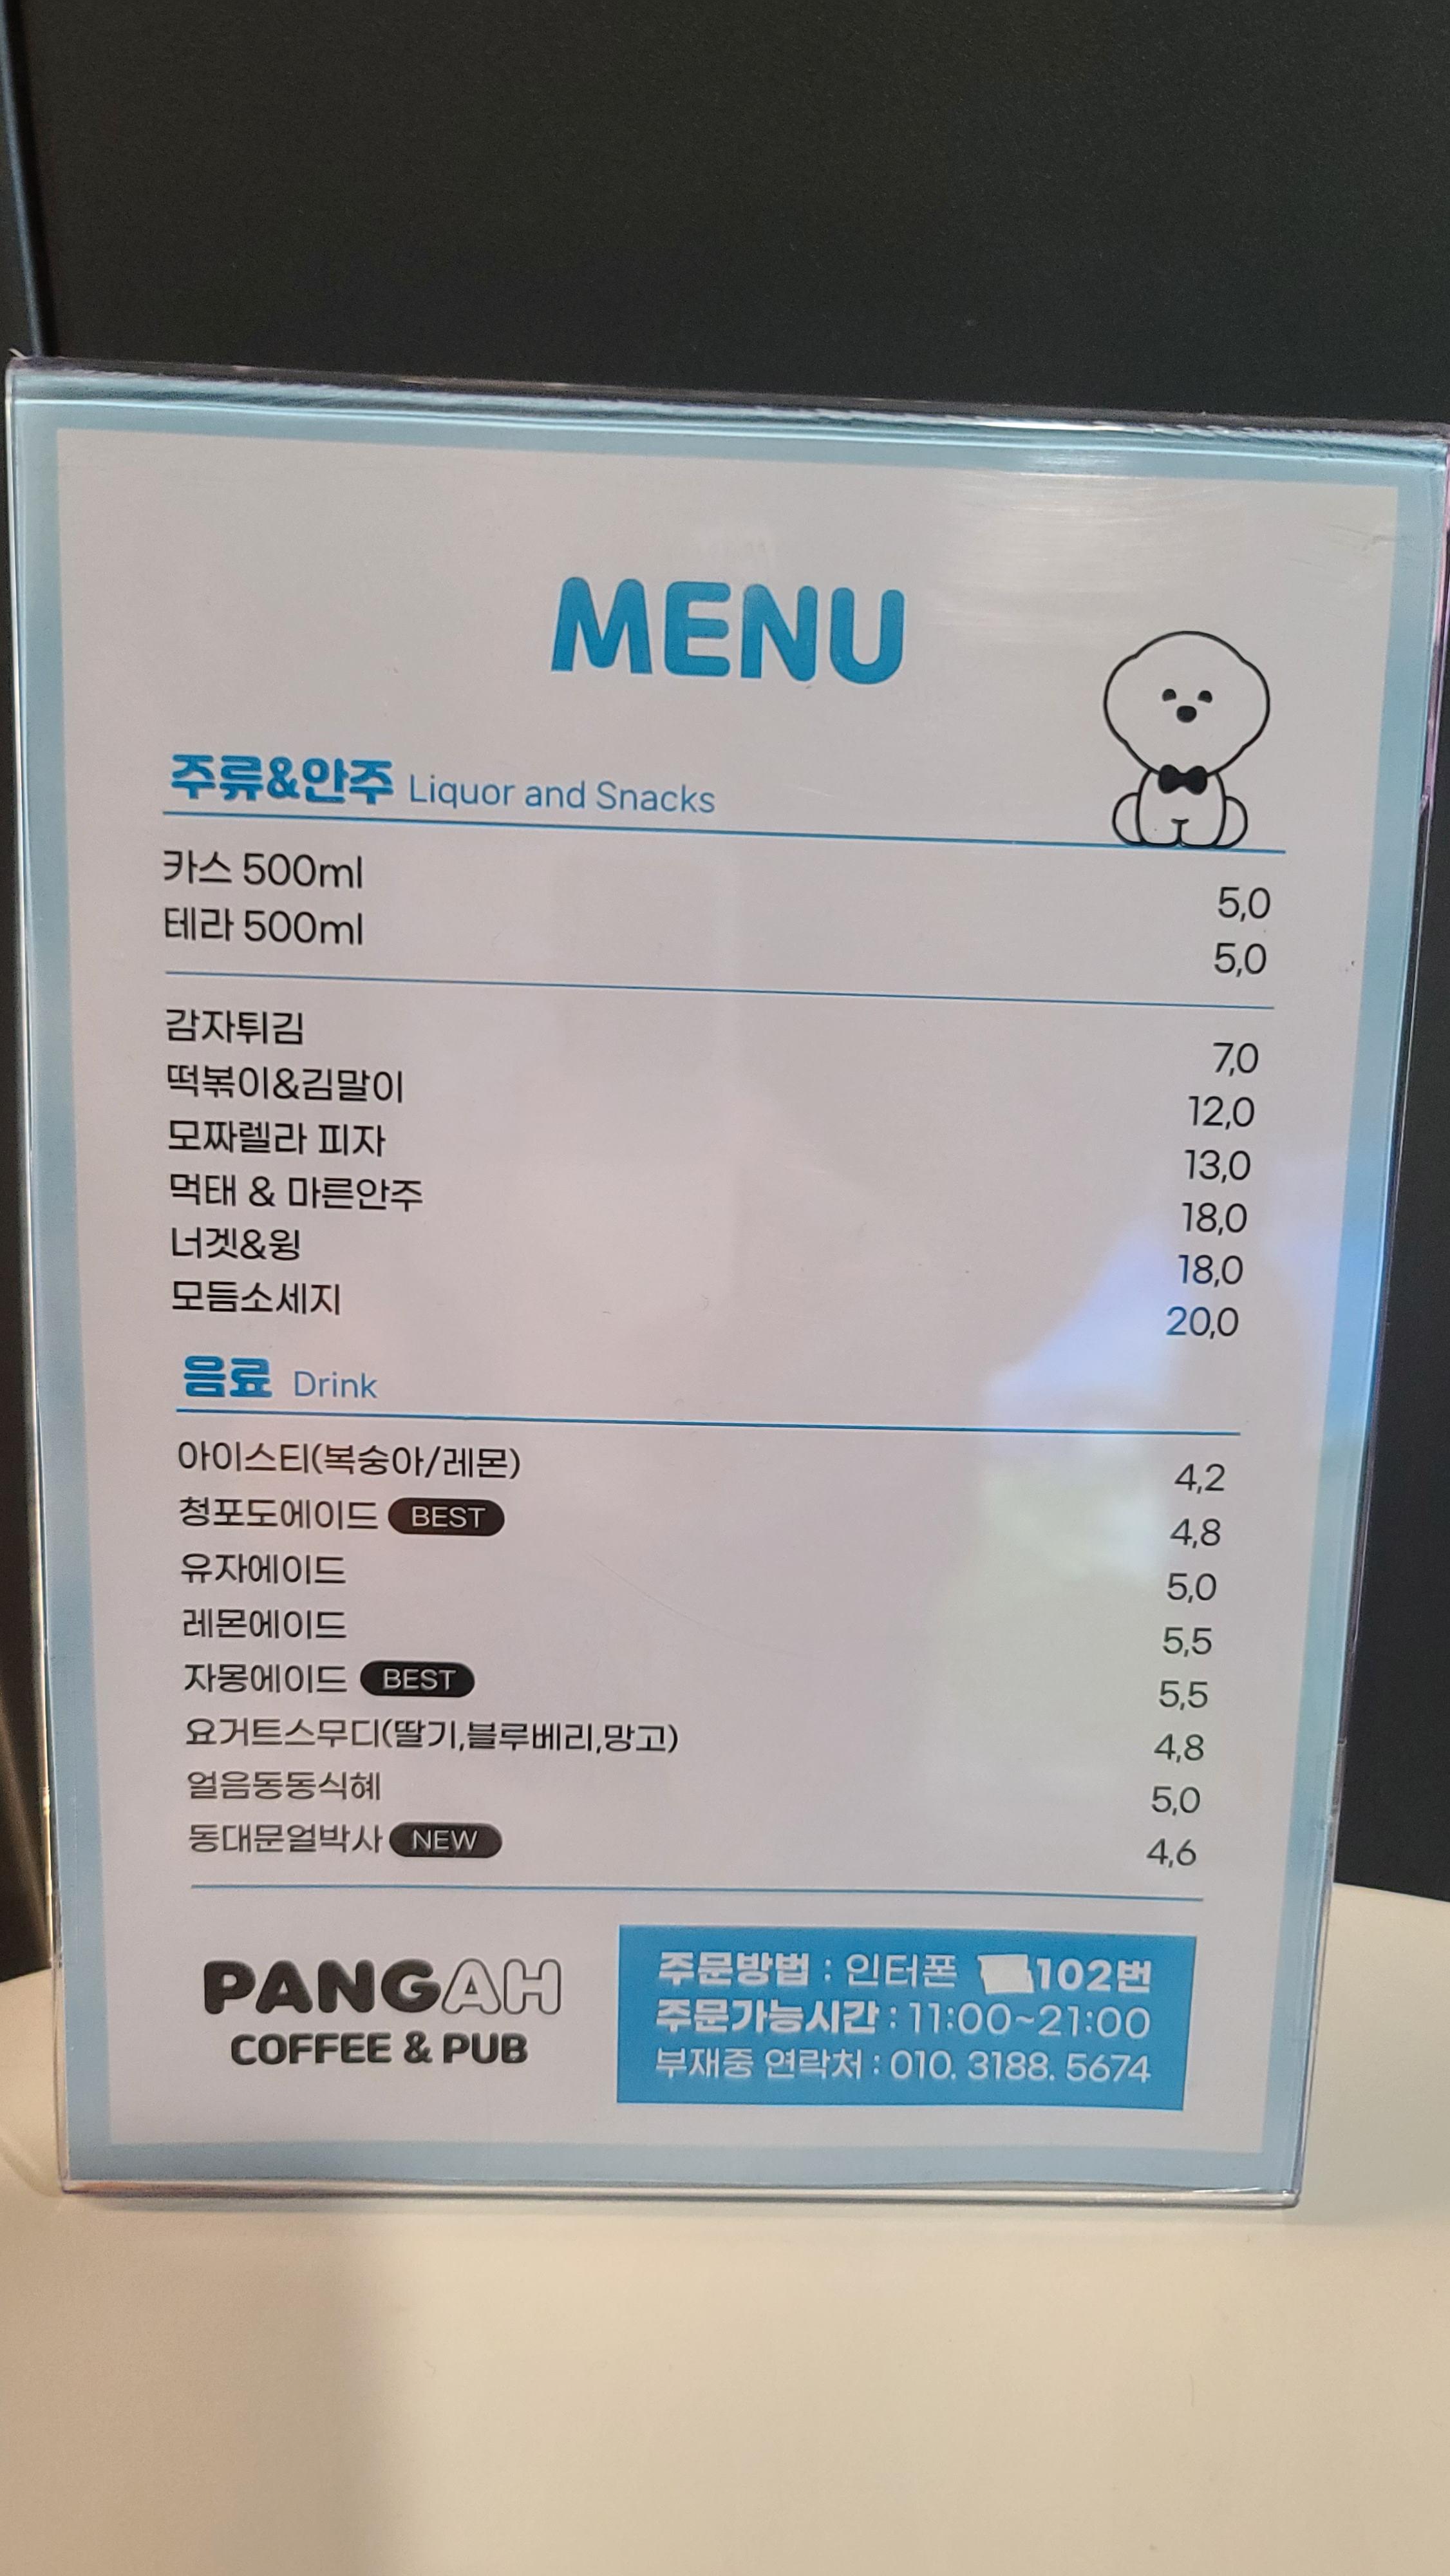 MENU
주류&안주 Liquor and Snacks
카스 500ml 5,0
테라 500ml 5,0
감자튀김 7,0
떡볶이&김말이 12,0
모짜렐라 피자 13,0
먹태 & 마른안주 18,0
너겟&윙 18,0
모듬소세지 20,0
음료 Drink
아이스티(복숭아/레몬) 4,2
청포도에이드 BEST 4,8
유자에이드 5,0
레몬에이드 5,5
자몽에이드 BEST 5,5
요거트스무디(딸기,블루베리,망고) 4,8
얼음동동식혜 5,0
동대문얼박사 NEW 4,6
PANGAH
COFFEE & PUB
주문방법 : 인터폰 102번
주문가능시간 : 11:00~21:00
부재중 연락처 : 010. 3188. 5674